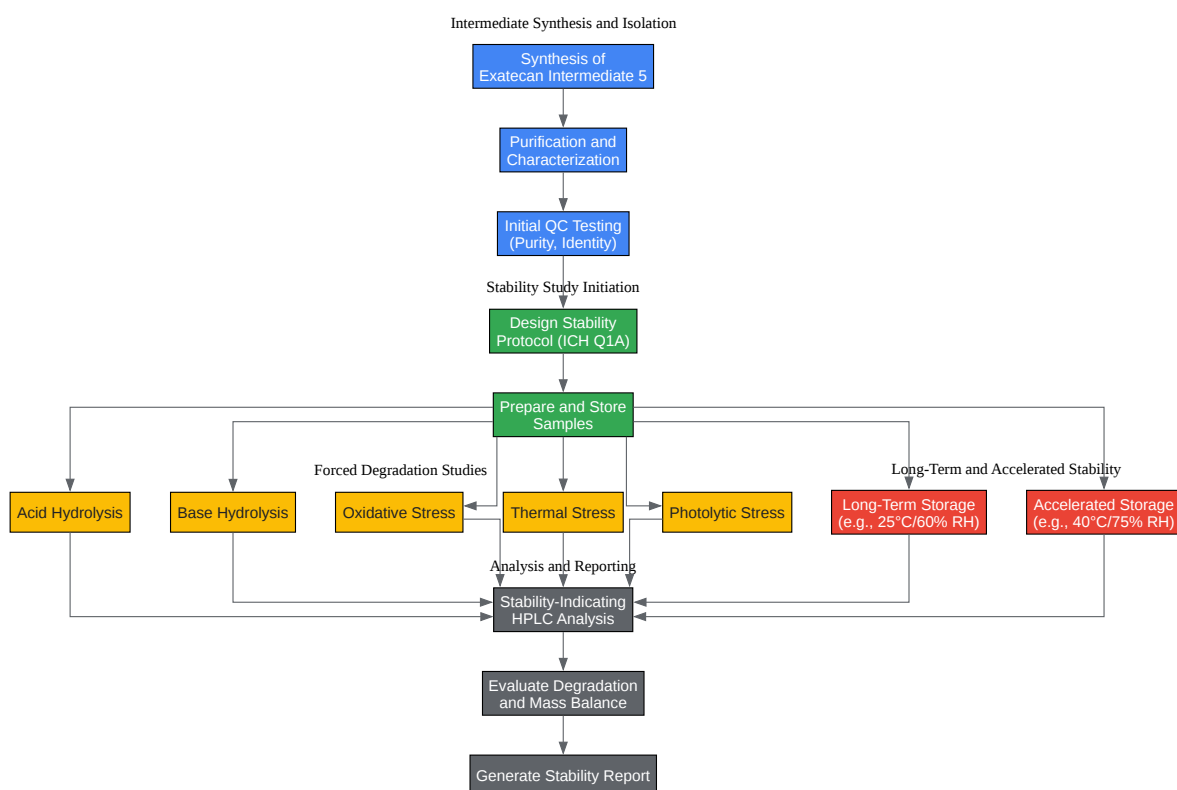 Intermediate Synthesis and Isolation
Synthesis of
Exatecan Intermediate 5
Purification and
Characterization
Initial QC Testing
(Purity, Identity)
Stability Study Initiation
Design Stability
Protocol (ICH Q1A)
Prepare and Store
Samples
Forced Degradation Studies
Long-Term and Accelerated Stability
Acid Hydrolysis
Base Hydrolysis
Oxidative Stress
Thermal Stress
Photolytic Stress
Long-Term Storage
(e.g., 25°C/60% RH)
Accelerated Storage
(e.g., 40°C/75% RH)
Analysis and Reporting
Stability-Indicating
HPLC Analysis
Evaluate Degradation
and Mass Balance
Generate Stability Report